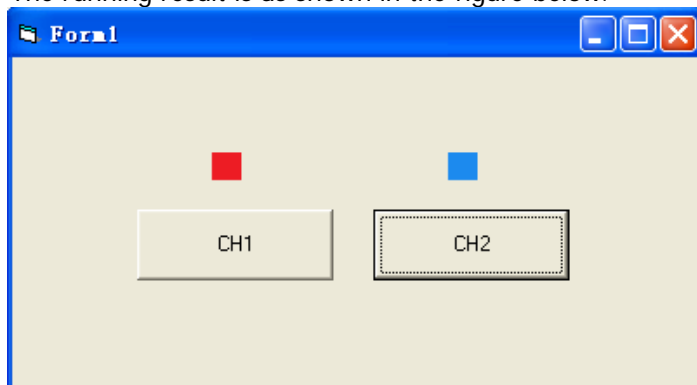 The running result is as shown in the figure below:
Form1
CH1
CH2